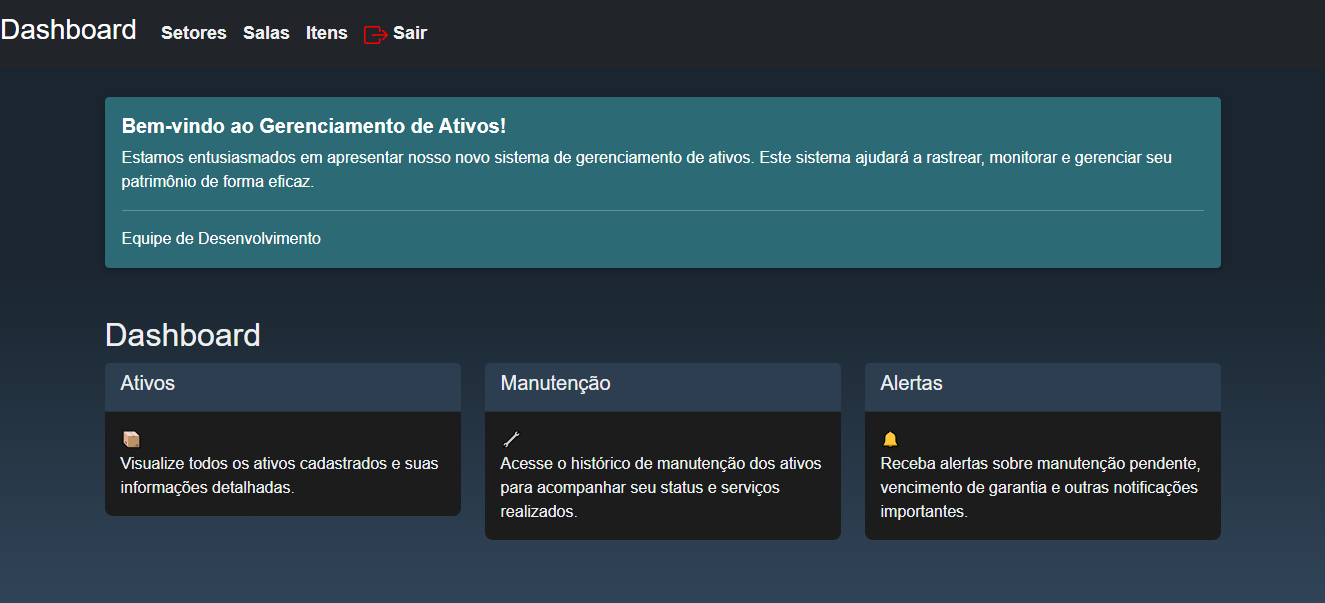 Dashboard Setores Salas Itens Sair
Bem-vindo ao Gerenciamento de Ativos!
Estamos entusiasmados em apresentar nosso novo sistema de gerenciamento de ativos. Este sistema ajudará a rastrear, monitorar e gerenciar seu
patrimônio de forma eficaz.
Equipe de Desenvolvimento
Dashboard
Ativos
Visualize todos os ativos cadastrados e suas
informações detalhadas.
Manutenção
Acesse o histórico de manutenção dos ativos
para acompanhar seu status e serviços
realizados.
Alertas
Receba alertas sobre manutenção pendente,
vencimento de garantia e outras notificações
importantes.